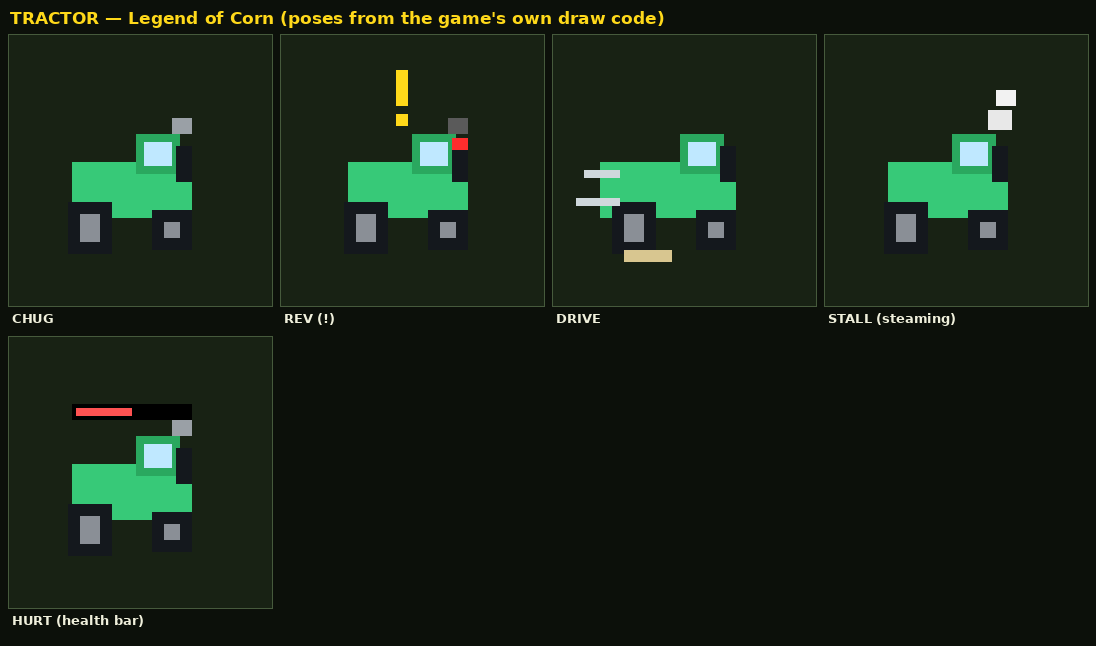 TRACTOR — Legend of Corn (poses from the game's own draw code)
CHUG
REV (!)
DRIVE
STALL (steaming)
HURT (health bar)